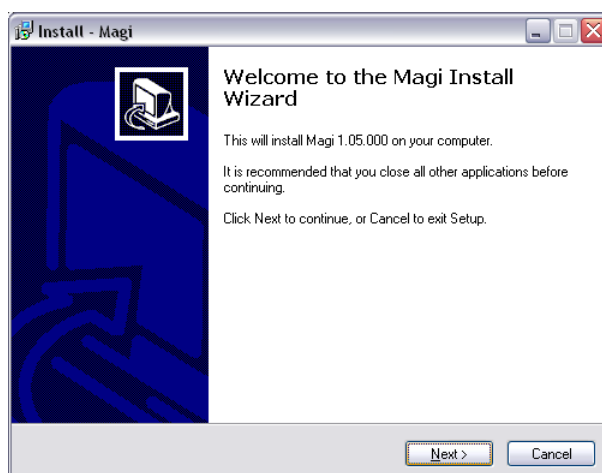 Install - Magi
Welcome to the Magi Install
Wizard
This will install Magi 1.05.000 on your computer.
It is recommended that you close all other applications before
continuing.
Click Next to continue, or Cancel to exit Setup.
Next >
Cancel